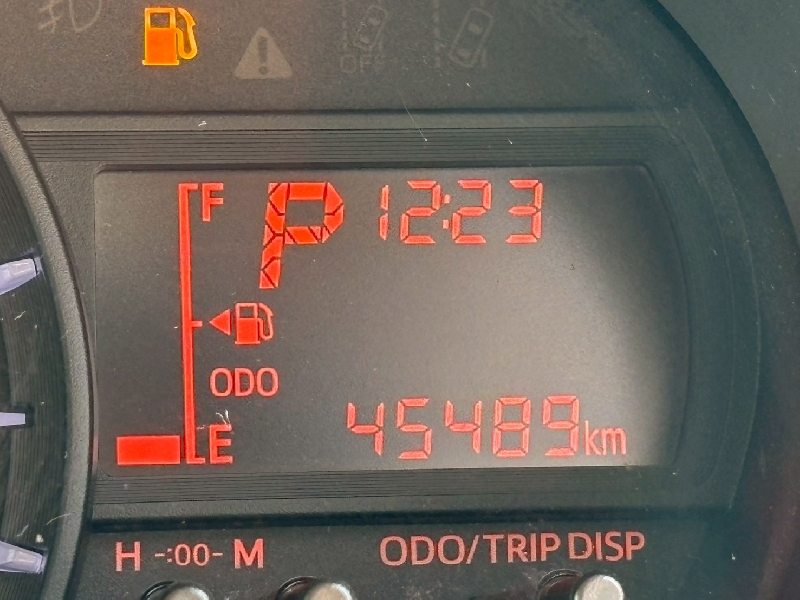 OFF
F
P 12:23
ODO
E
45489km
H -:00- M ODO/TRIP DISP